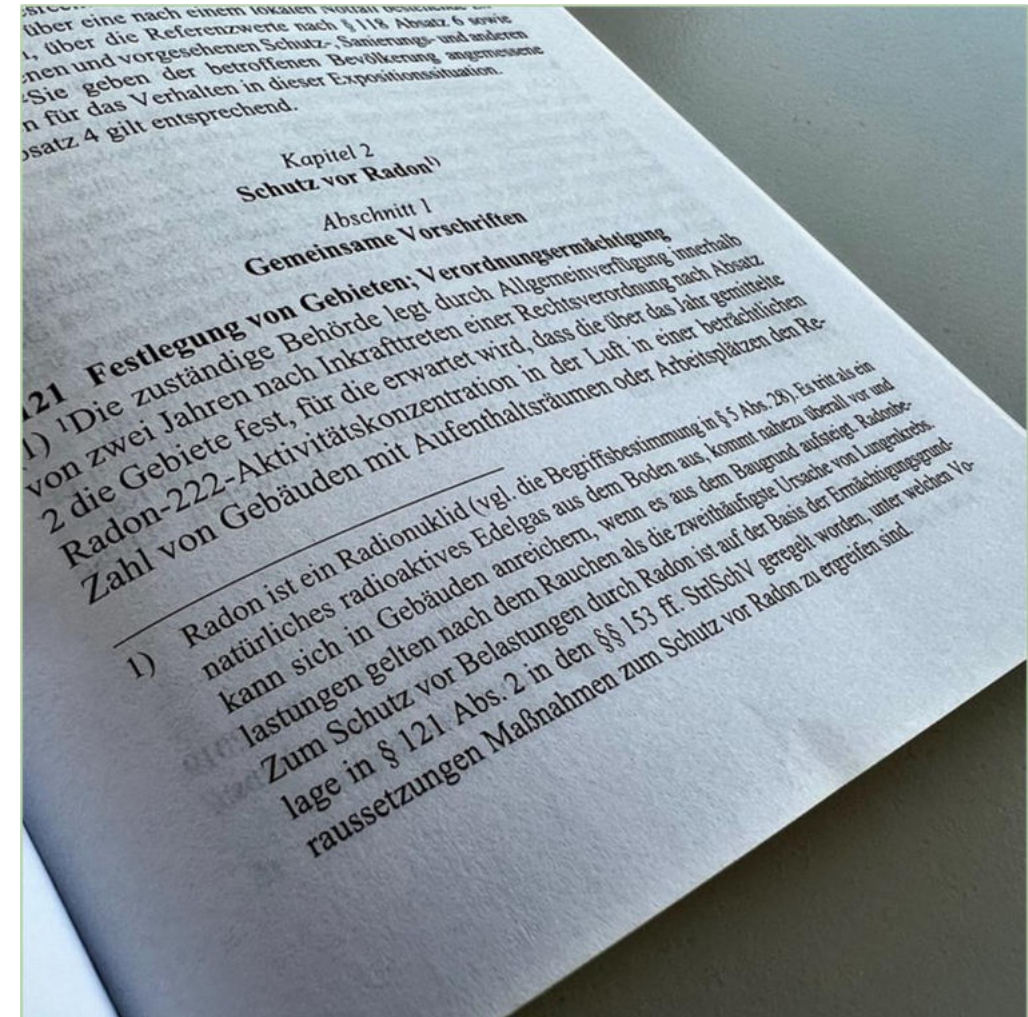 über eine nach einem lokalen Notfall bestehende
über die Referenzwerte nach § 118 Absatz 6 sowie
nen und vorgesehenen Schutz-, Sanierungs- und anderen
Sie geben der betroffenen Bevölkerung angemessene
n für das Verhalten in dieser Expositionssituation.
satz 4 gilt entsprechend.
Kapitel 2
Schutz vor Radon1)
Abschnitt 1
Gemeinsame Vorschriften
121 Festlegung von Gebieten; Verordnungsermächtigung
1) 1Die zuständige Behörde legt durch Allgemeinverfügung innerhalb
von zwei Jahren nach Inkrafttreten einer Rechtsverordnung nach Absatz
2 die Gebiete fest, für die erwartet wird, dass die über das Jahr gemittelte
Radon-222-Aktivitätskonzentration in der Luft in einer beträchtlichen
Zahl von Gebäuden mit Aufenthaltsräumen oder Arbeitsplätzen den Re-
1) Radon ist ein Radionuklid (vgl. die Begriffsbestimmung in § 5 Abs. 28). Es tritt als ein
natürliches radioaktives Edelgas aus dem Boden aus, kommt nahezu überall vor und
kann sich in Gebäuden anreichern, wenn es aus dem Baugrund aufsteigt. Radonbe-
lastungen gelten nach dem Rauchen als die zweithäufigste Ursache von Lungenkrebs.
Zum Schutz vor Belastungen durch Radon ist auf der Basis der Ermächtigungsgrund-
lage in § 121 Abs. 2 in den §§ 153 ff. StrlSchV geregelt worden, unter welchen Vo-
raussetzungen Maßnahmen zum Schutz vor Radon zu ergreifen sind.